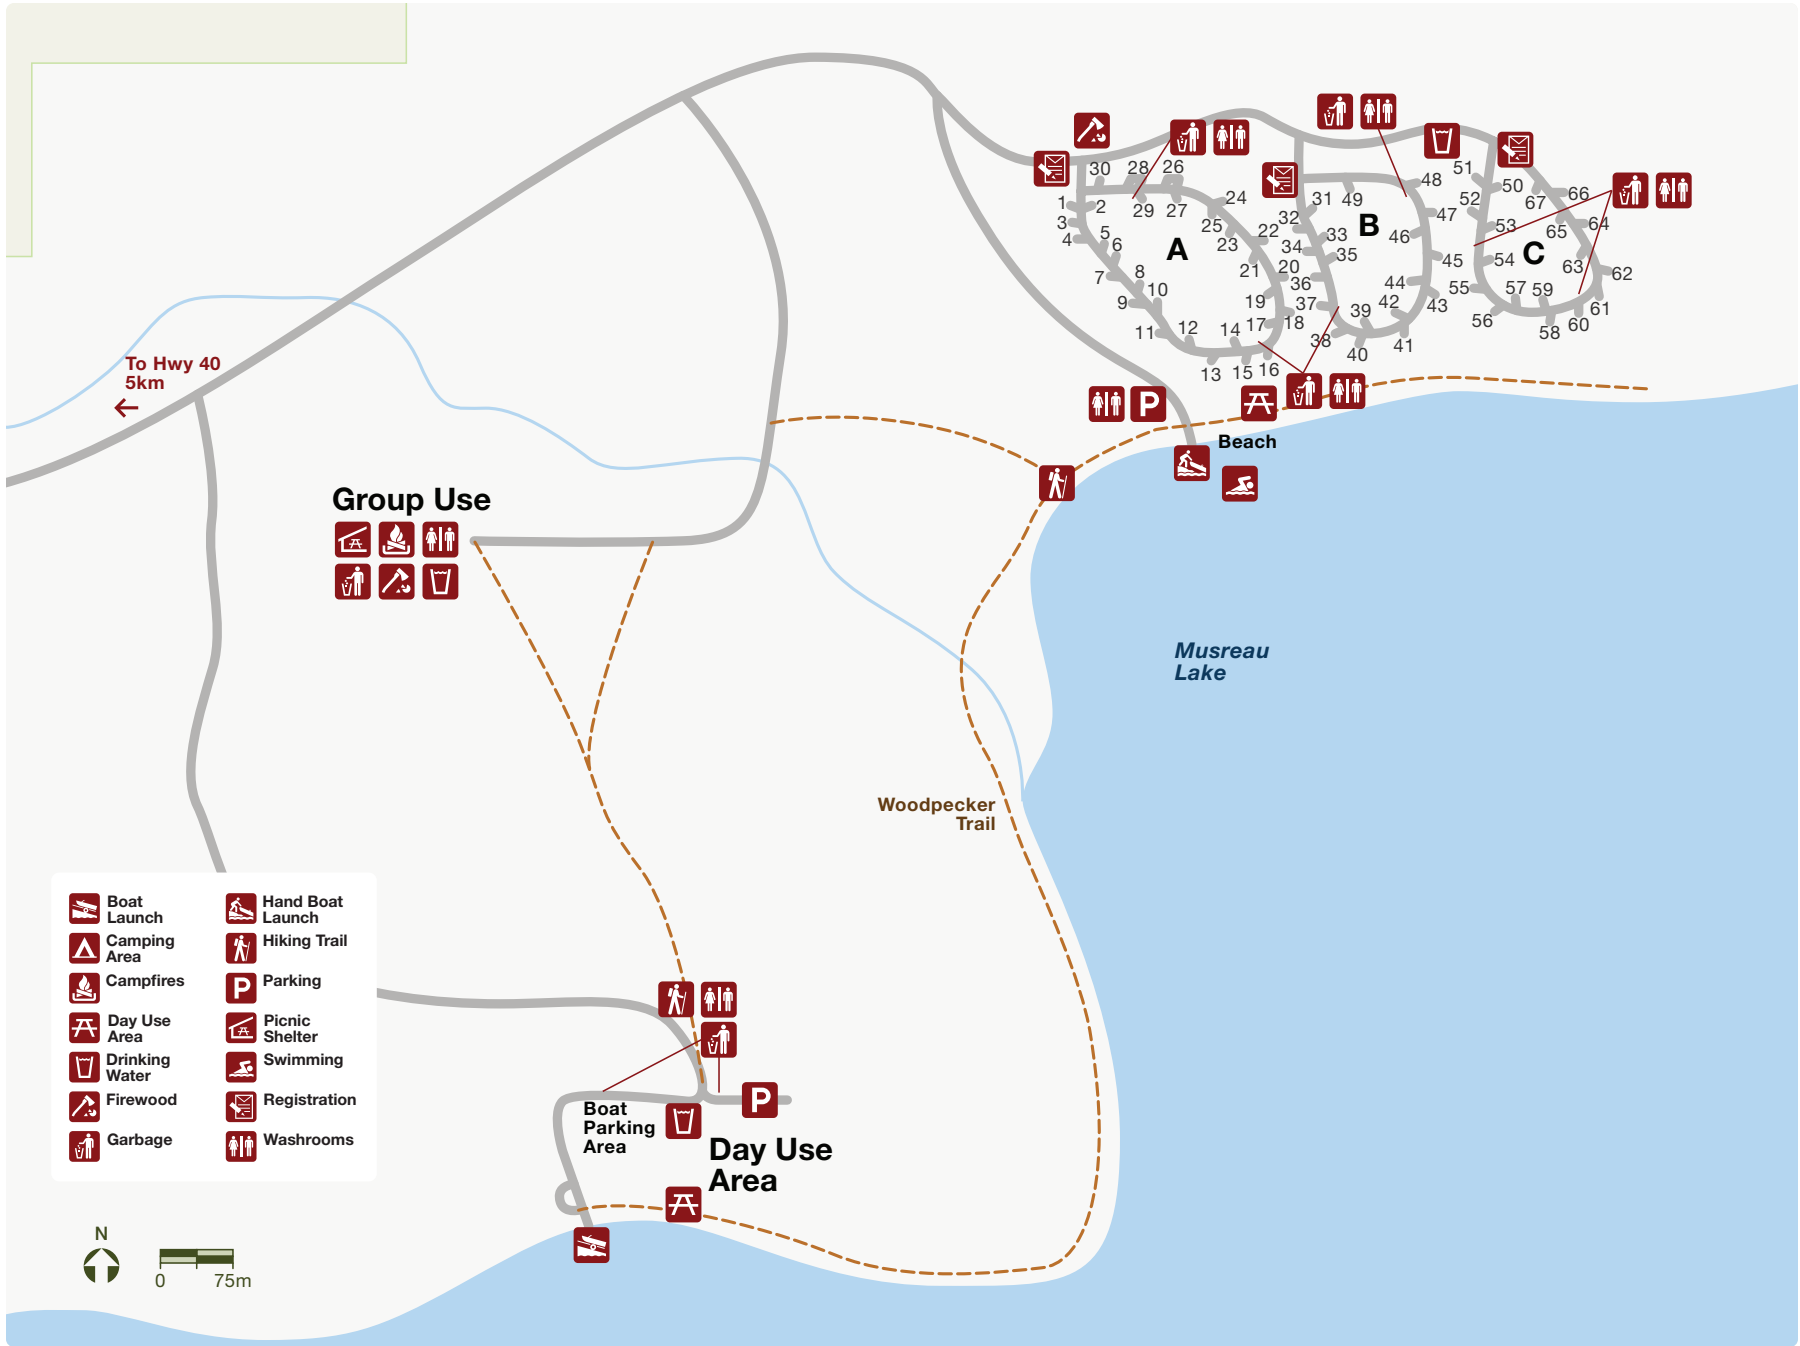 30
28
26
51
50
48
66
31
49
67
24
1
2
29
27
52
47
3
25
32
53
64
B
65
5
22
33
46
4
6
23
34
35
A
C
45
54
63
8
21
20
62
7
36
44
55
10
57
59
9
19
37
42
43
61
39
56
60
11
12
14
17
18
58
38
41
40
13
15
16
To Hwy 40
5km
P
Beach
Group Use
Musreau
Lake
Woodpecker
Trail
Boat
Launch
Hand Boat
Launch
Camping
Area
Hiking Trail
Campfires
P
Parking
Day Use
Area
Picnic
Shelter
Drinking
Water
Swimming
Firewood
Registration
Garbage
Washrooms
P
Boat
Parking
Area
Day Use
Area
N
0
75m